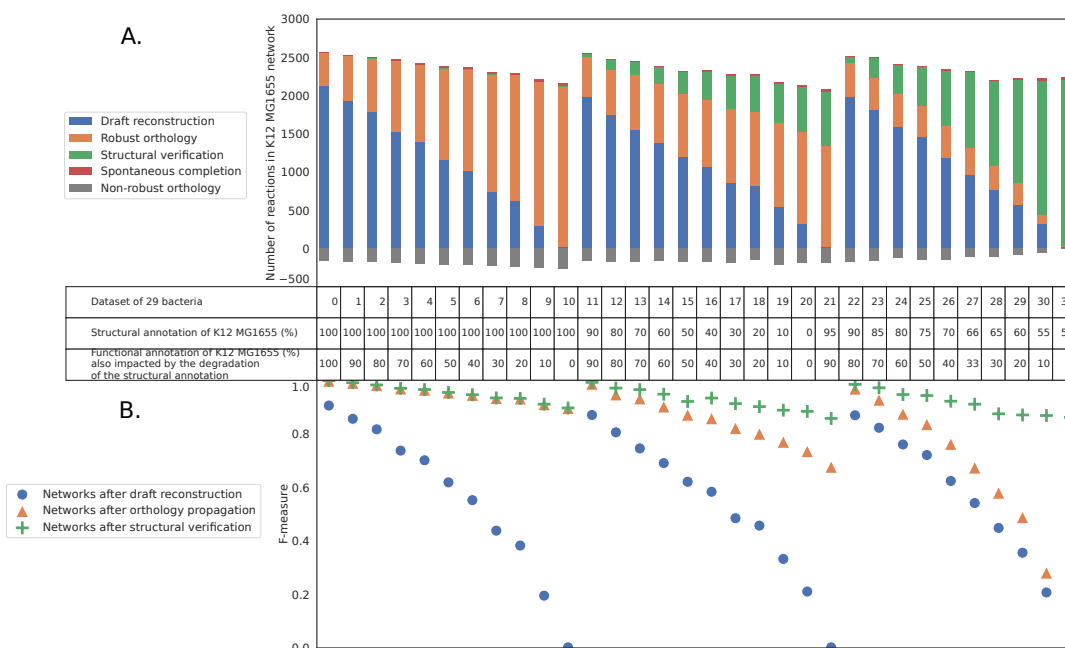 A.
3000
2500
2000
1500
1000
500
0
−500
Number of reactions in K12 MG1655 network
Draft reconstruction
Robust orthology
Structural verification
Spontaneous completion
Non-robust orthology
Dataset of 29 bacteria 0 1 2 3 4 5 6 7 8 9 10 11 12 13 14 15 16 17 18 19 20 21 22 23 24 25 26 27 28 29 30
Structural annotation of K12 MG1655 (%) 100 100 100 100 100 100 100 100 100 100 100 90 80 70 60 50 40 30 20 10 0 95 90 85 80 75 70 66 65 60 55
Functional annotation of K12 MG1655 (%)
also impacted by the degradation 100 90 80 70 60 50 40 30 20 10 0 90 80 70 60 50 40 30 20 10 0 90 80 70 60 50 40 33 30 20 10
of the structural annotation
B.
1.0
0.8
0.6
0.4
0.2
0.0
F-measure
Networks after draft reconstruction
Networks after orthology propagation
Networks after structural verification